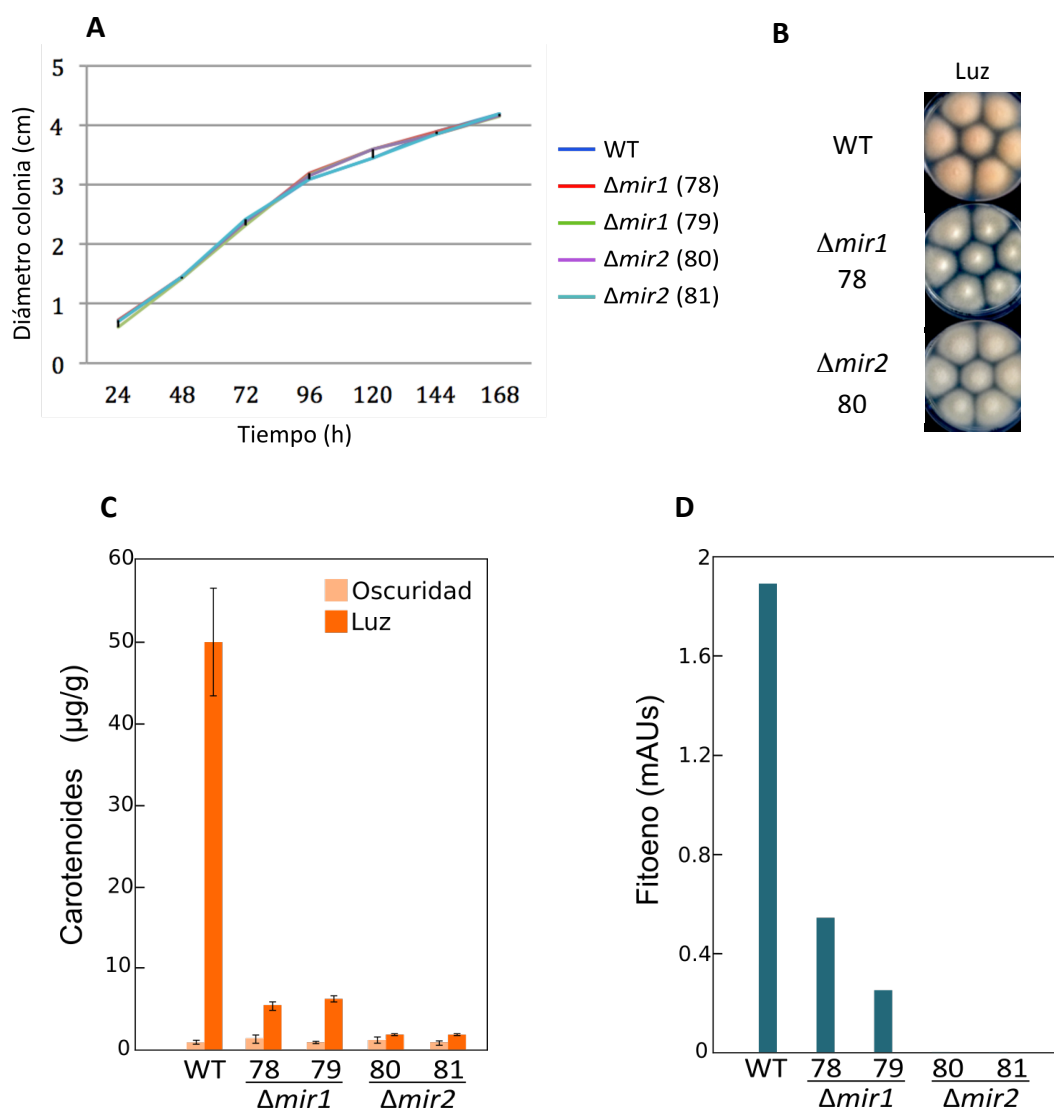 A
5
4
3
2
1
0
Diámetro colonia (cm)
24 48 72 96 120 144 168
Tiempo (h)
WT
Δmir1 (78)
Δmir1 (79)
Δmir2 (80)
Δmir2 (81)
B
Luz
WT
Δmir1
78
Δmir2
80
C
60
50
40
30
20
10
0
Carotenoides (µg/g)
Oscuridad
Luz
WT 78 79 80 81
Δmir1 Δmir2
D
2
1.6
1.2
0.8
0.4
0
Fitoeno (mAUs)
WT 78 79 80 81
Δmir1 Δmir2